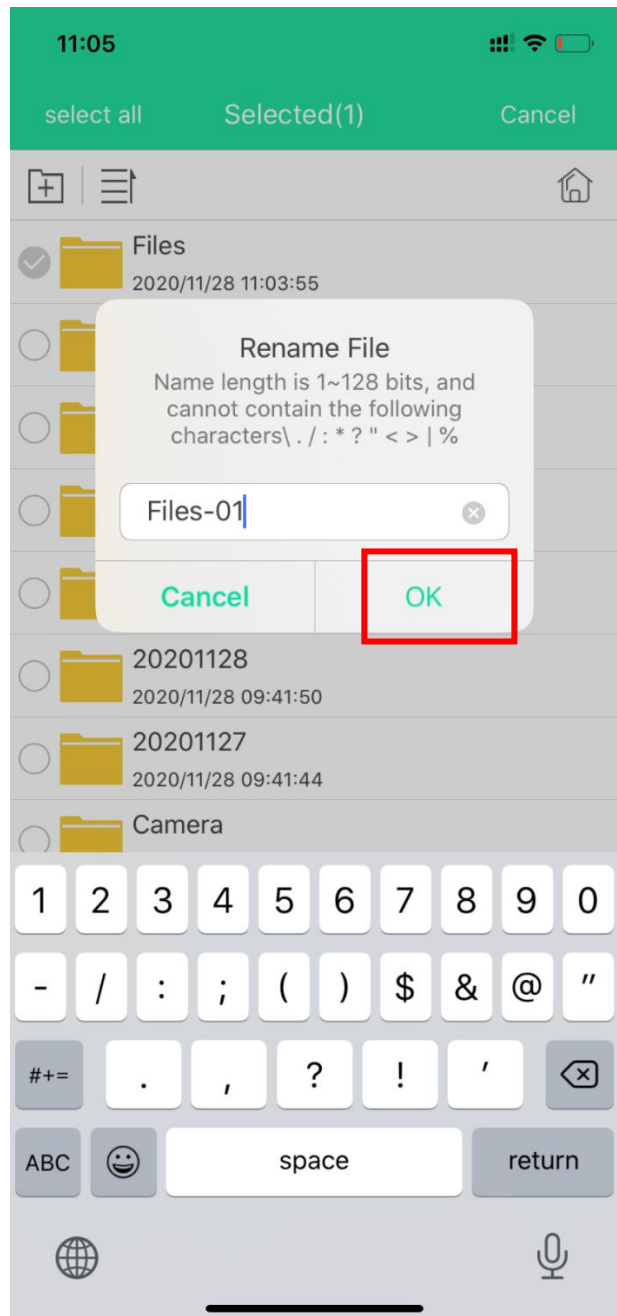 11:05
select all Selected(1) Cancel
Files
2020/11/28 11:03:55
Rename File
Name length is 1~128 bits, and
cannot contain the following
characters\ . / : * ? " < > | %
Files-01
Cancel OK
20201128
2020/11/28 09:41:50
20201127
2020/11/28 09:41:44
Camera
1 2 3 4 5 6 7 8 9 0
- / : ; ( ) $ & @ "
#+= . , ? ! '
ABC space return